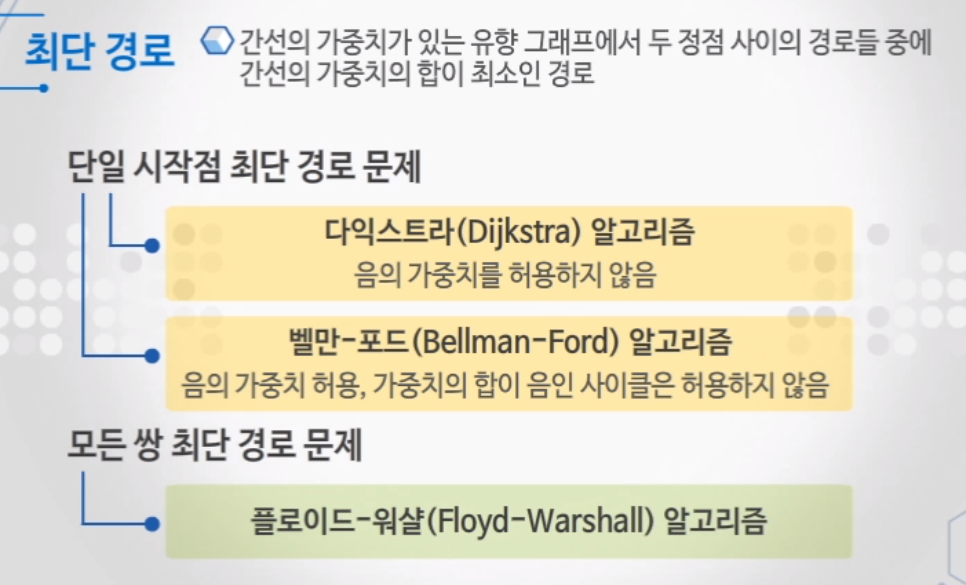 최단 경로
간선의 가중치가 있는 유향 그래프에서 두 정점 사이의 경로들 중에
간선의 가중치의 합이 최소인 경로
단일 시작점 최단 경로 문제
다익스트라(Dijkstra) 알고리즘
음의 가중치를 허용하지 않음
벨만-포드(Bellman-Ford) 알고리즘
음의 가중치 허용, 가중치의 합이 음인 사이클은 허용하지 않음
모든 쌍 최단 경로 문제
플로이드-워샬(Floyd-Warshall) 알고리즘